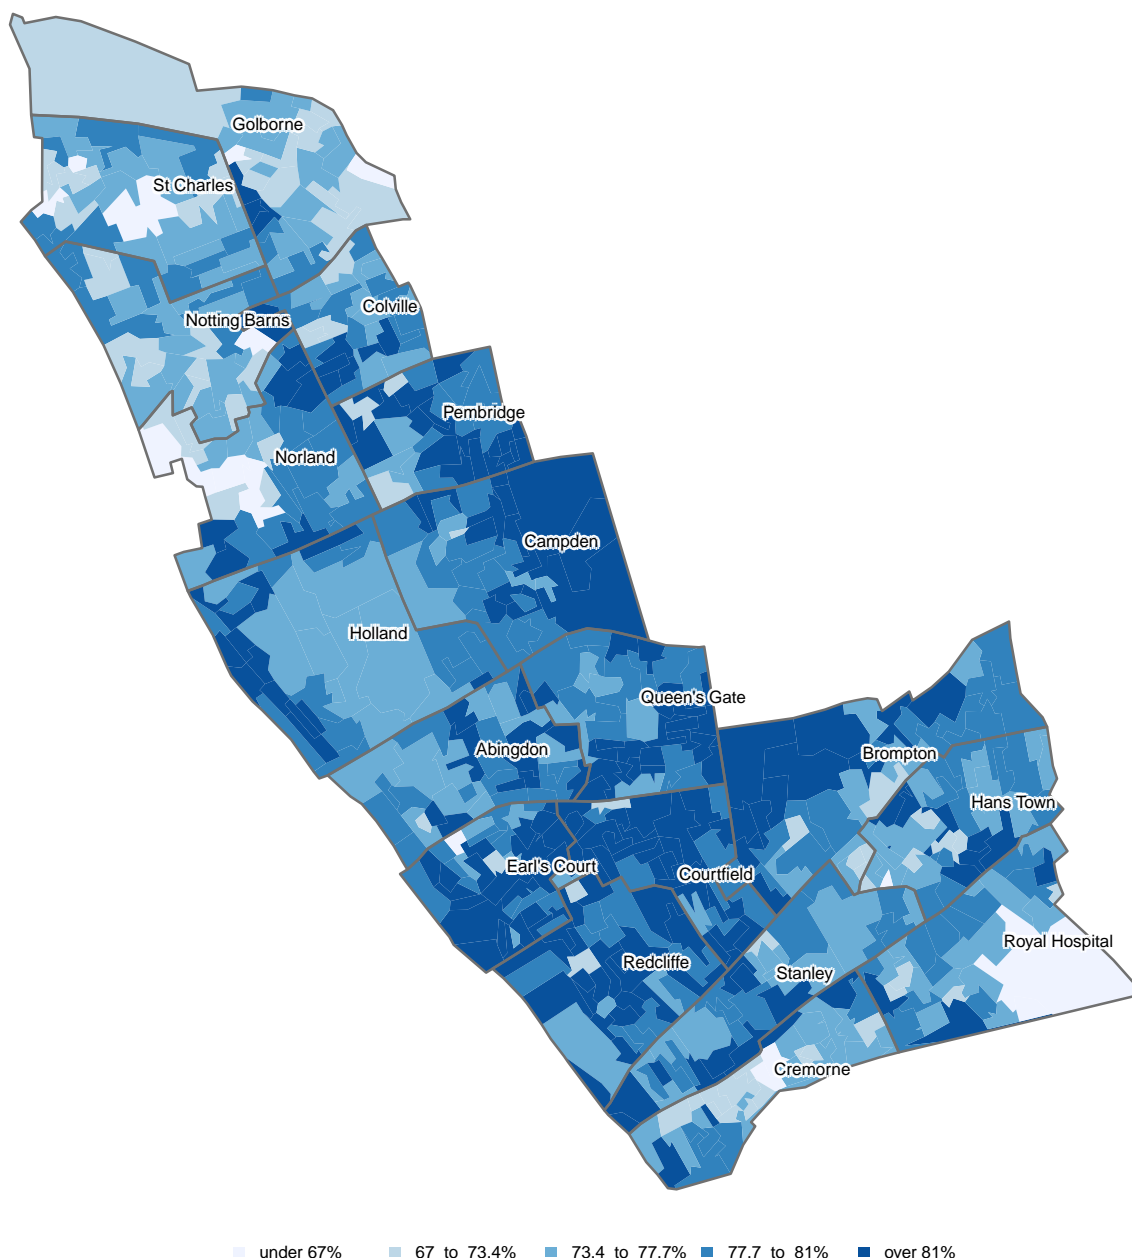 Golborne
St Charles
Colville
Notting Barns
Pembridge
Norland
Campden
Holland
Queen's Gate
Abingdon
Brompton
Hans Town
Earl's Court
Courtfield
Royal Hospital
Redcliffe
Stanley
Cremorne
under 67% 67 to 73.4% 73.4 to 77.7% 77.7 to 81% over 81%